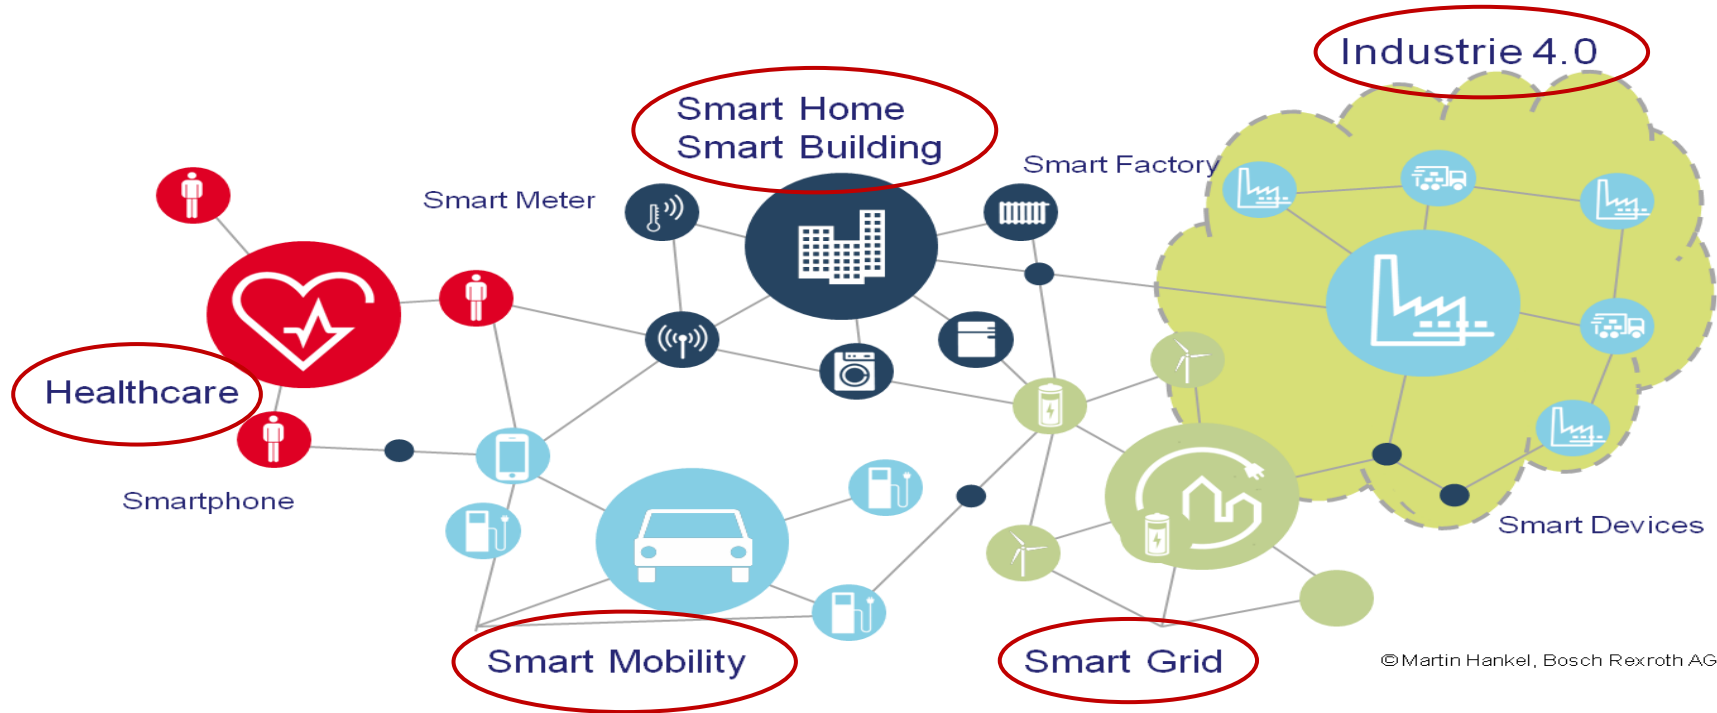 Industrie 4.0
Smart Home
Smart Building
Smart Factory
Smart Meter
Healthcare
Smartphone
Smart Devices
Smart Mobility
Smart Grid
©Martin Hankel, Bosch Rexroth AG